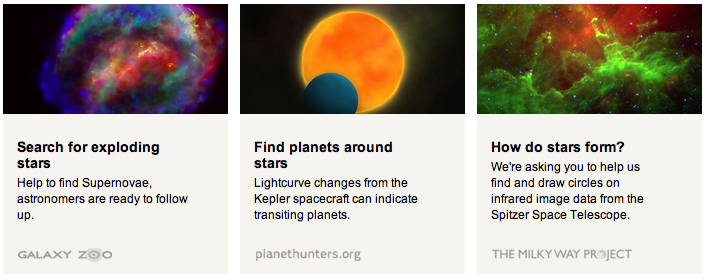 Search for exploding
stars
Help to find Supernovae,
astronomers are ready to follow
up.
GALAXY ZOO
Find planets around
stars
Lightcurve changes from the
Kepler spacecraft can indicate
transiting planets.
planethunters.org
How do stars form?
We're asking you to help us
find and draw circles on
infrared image data from the
Spitzer Space Telescope.
THE MILKY WAY PROJECT